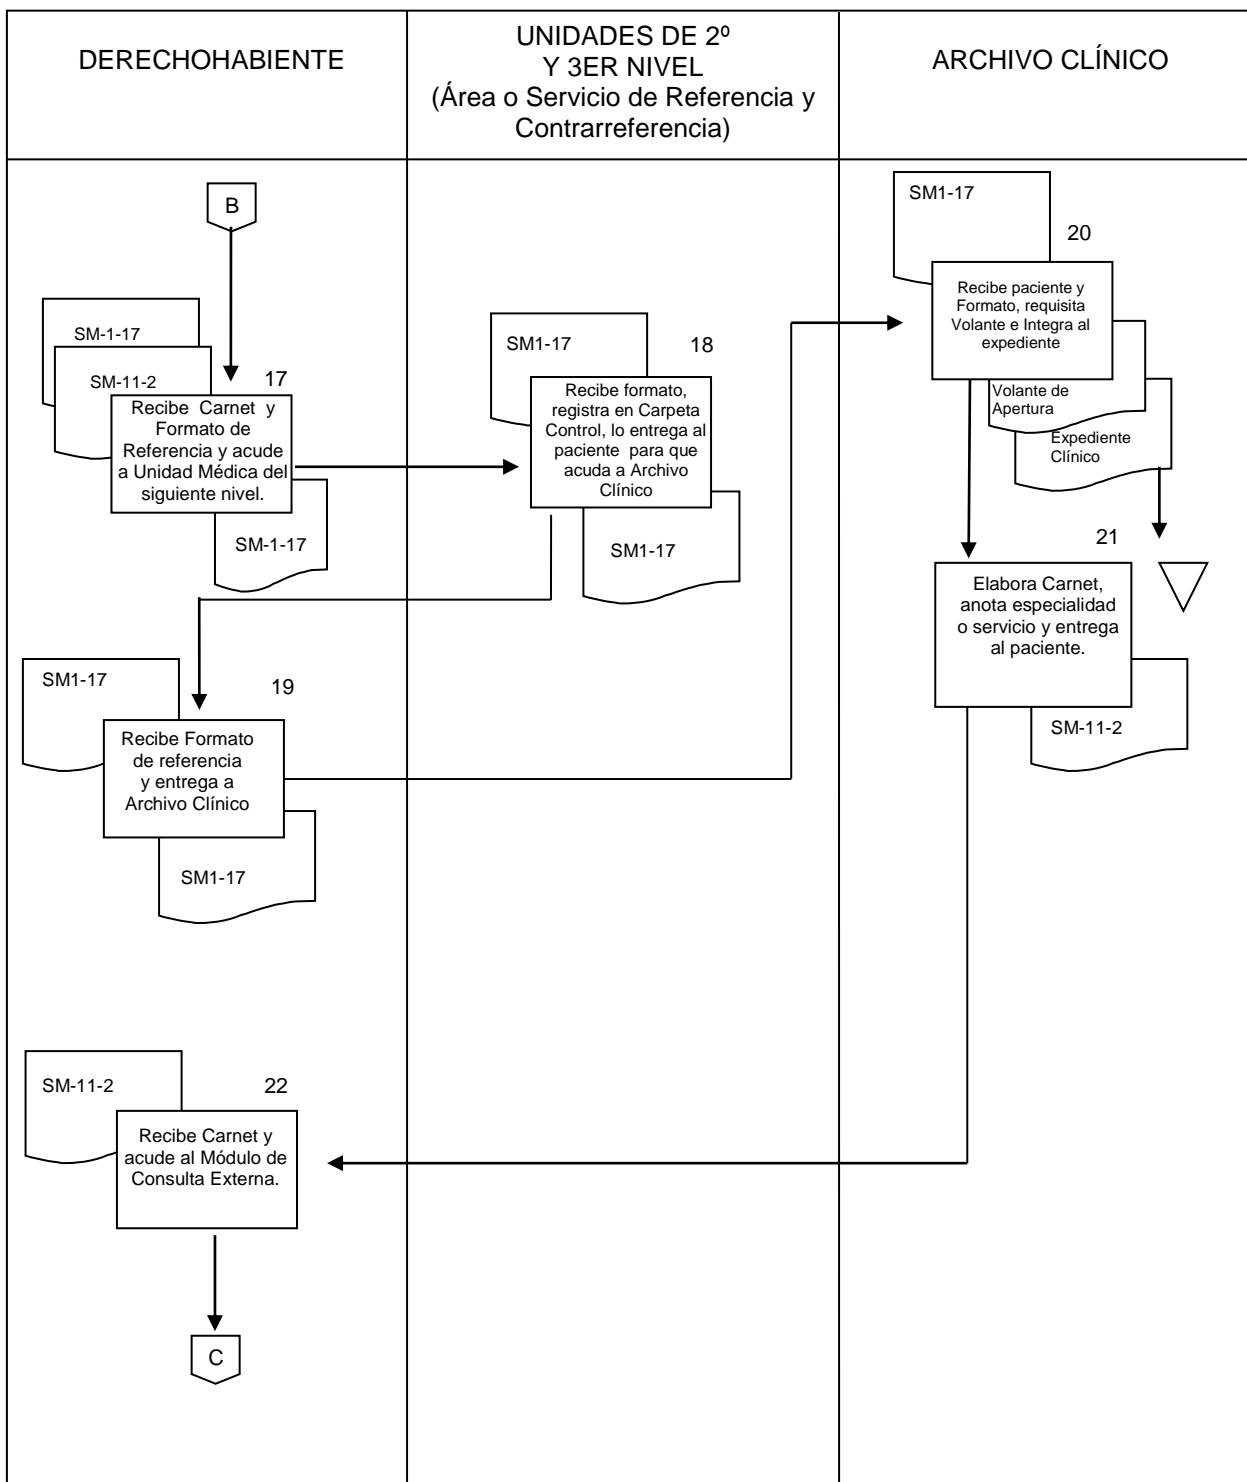 DERECHOHABIENTE
UNIDADES DE 2º
Y 3ER NIVEL
(Área o Servicio de Referencia y
Contrarreferencia)
ARCHIVO CLÍNICO
B
SM-1-17
SM-11-2
17
Recibe Carnet y
Formato de
Referencia y acude
a Unidad Médica del
siguiente nivel.
SM-1-17
SM1-17
18
Recibe formato,
registra en Carpeta
Control, lo entrega al
paciente para que
acuda a Archivo
Clínico
SM1-17
SM1-17
19
Recibe Formato
de referencia
y entrega a
Archivo Clínico
SM1-17
SM1-17
20
Recibe paciente y
Formato, requisita
Volante e Integra al
expediente
Volante de
Apertura
Expediente
Clínico
21
Elabora Carnet,
anota especialidad
o servicio y entrega
al paciente.
SM-11-2
SM-11-2
22
Recibe Carnet y
acude al Módulo de
Consulta Externa.
C